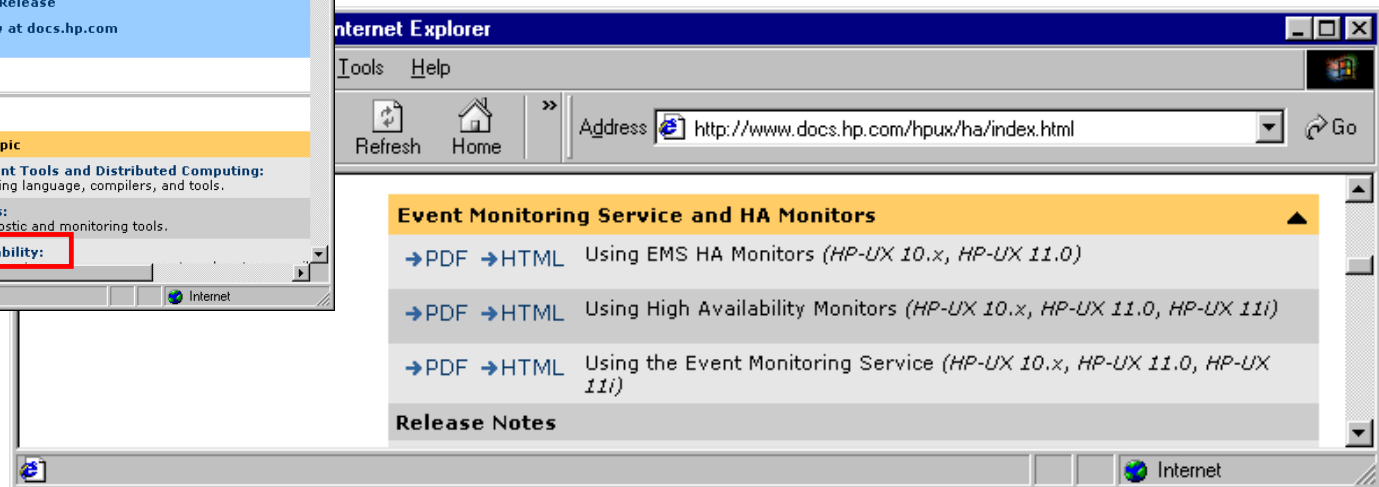 Release
at docs.hp.com
pic
nt Tools and Distributed Computing:
ing language, compilers, and tools.
s:
ostic and monitoring tools.
ability:
Internet
nternet Explorer
Tools Help
Refresh Home » Address http://www.docs.hp.com/hpux/ha/index.html Go
Event Monitoring Service and HA Monitors
PDF HTML Using EMS HA Monitors (HP-UX 10.x, HP-UX 11.0)
PDF HTML Using High Availability Monitors (HP-UX 10.x, HP-UX 11.0, HP-UX 11i)
PDF HTML Using the Event Monitoring Service (HP-UX 10.x, HP-UX 11.0, HP-UX
11i)
Release Notes
Internet